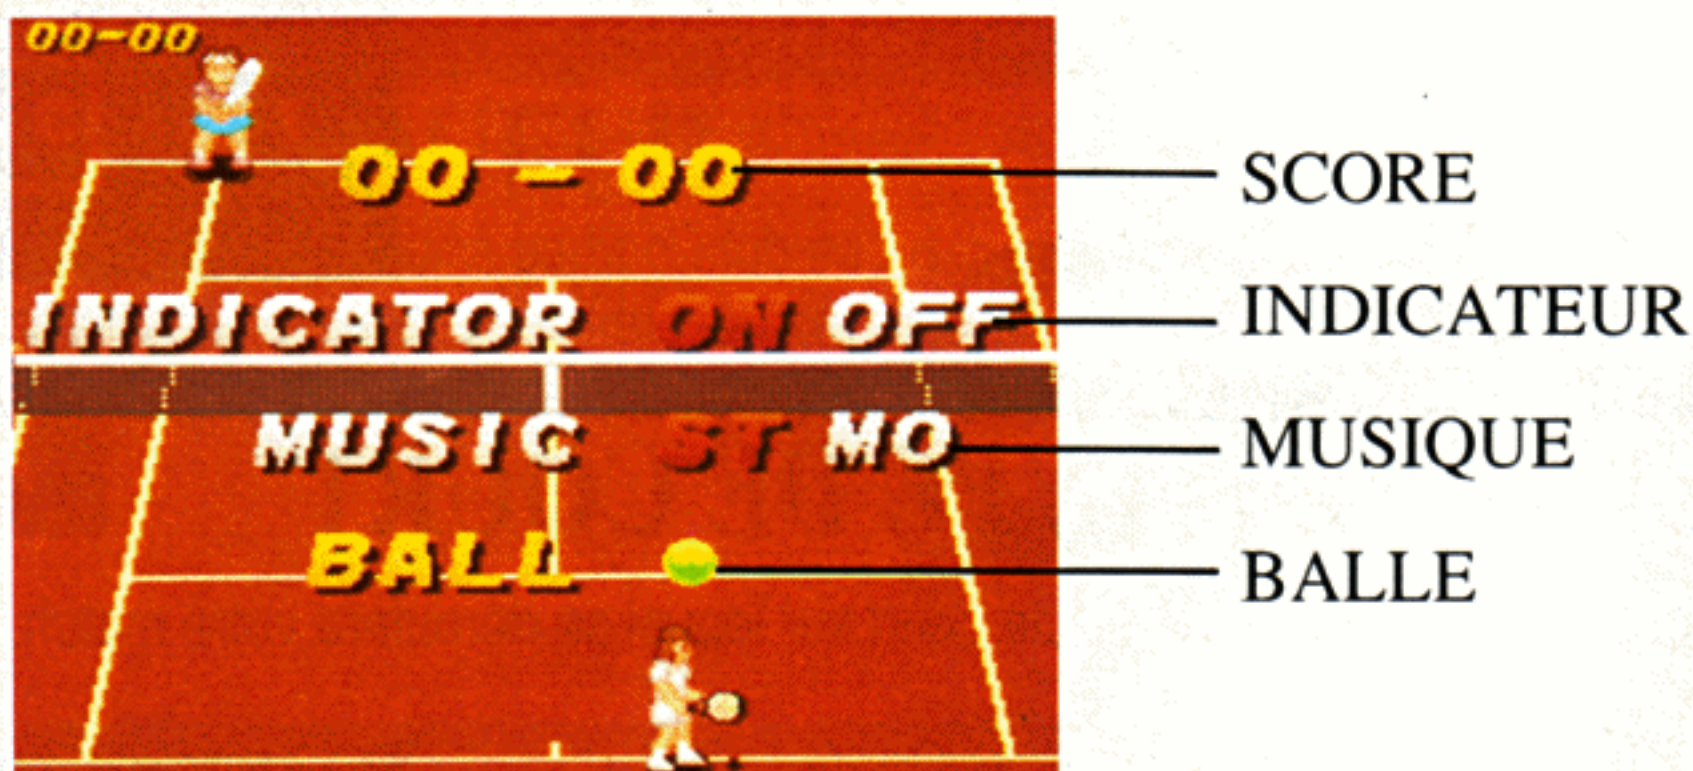 00-00
00 - 00 SCORE
INDICATOR ON OFF INDICATEUR
MUSIC ST MO MUSIQUE
BALL BALLE